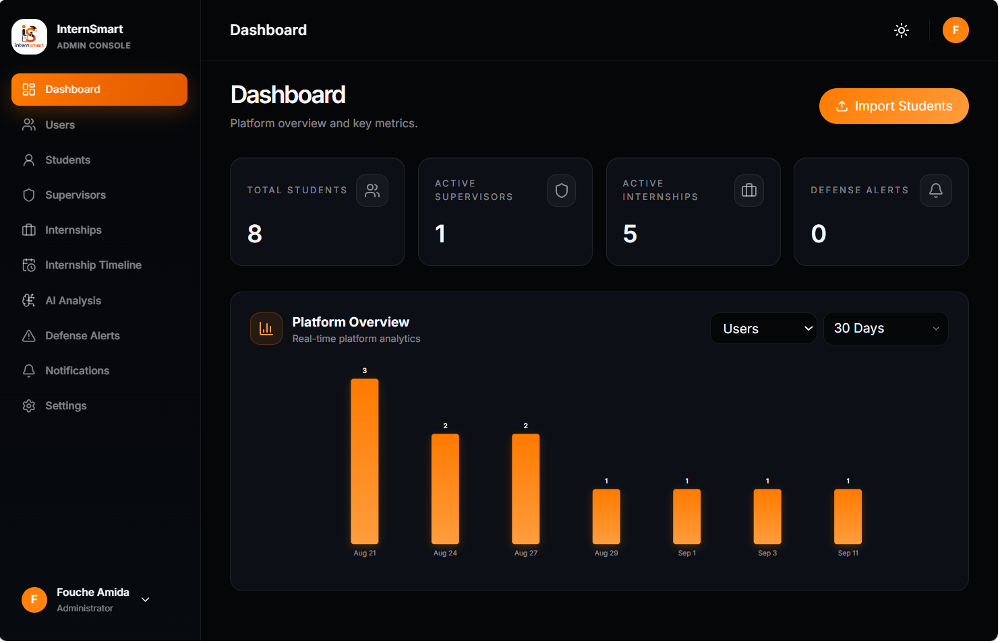 internsmart
InternSmart
ADMIN CONSOLE
Dashboard
Users
Students
Supervisors
Internships
Internship Timeline
AI Analysis
Defense Alerts
Notifications
Settings
F
Fouche Amida
Administrator
Dashboard
F
Dashboard
Platform overview and key metrics.
Import Students
TOTAL STUDENTS
8
ACTIVE
SUPERVISORS
1
ACTIVE
INTERNSHIPS
5
DEFENSE ALERTS
0
Platform Overview
Real-time platform analytics
Users
30 Days
3
2
2
1
1
1
1
Aug 21
Aug 24
Aug 27
Aug 29
Sep 1
Sep 3
Sep 11